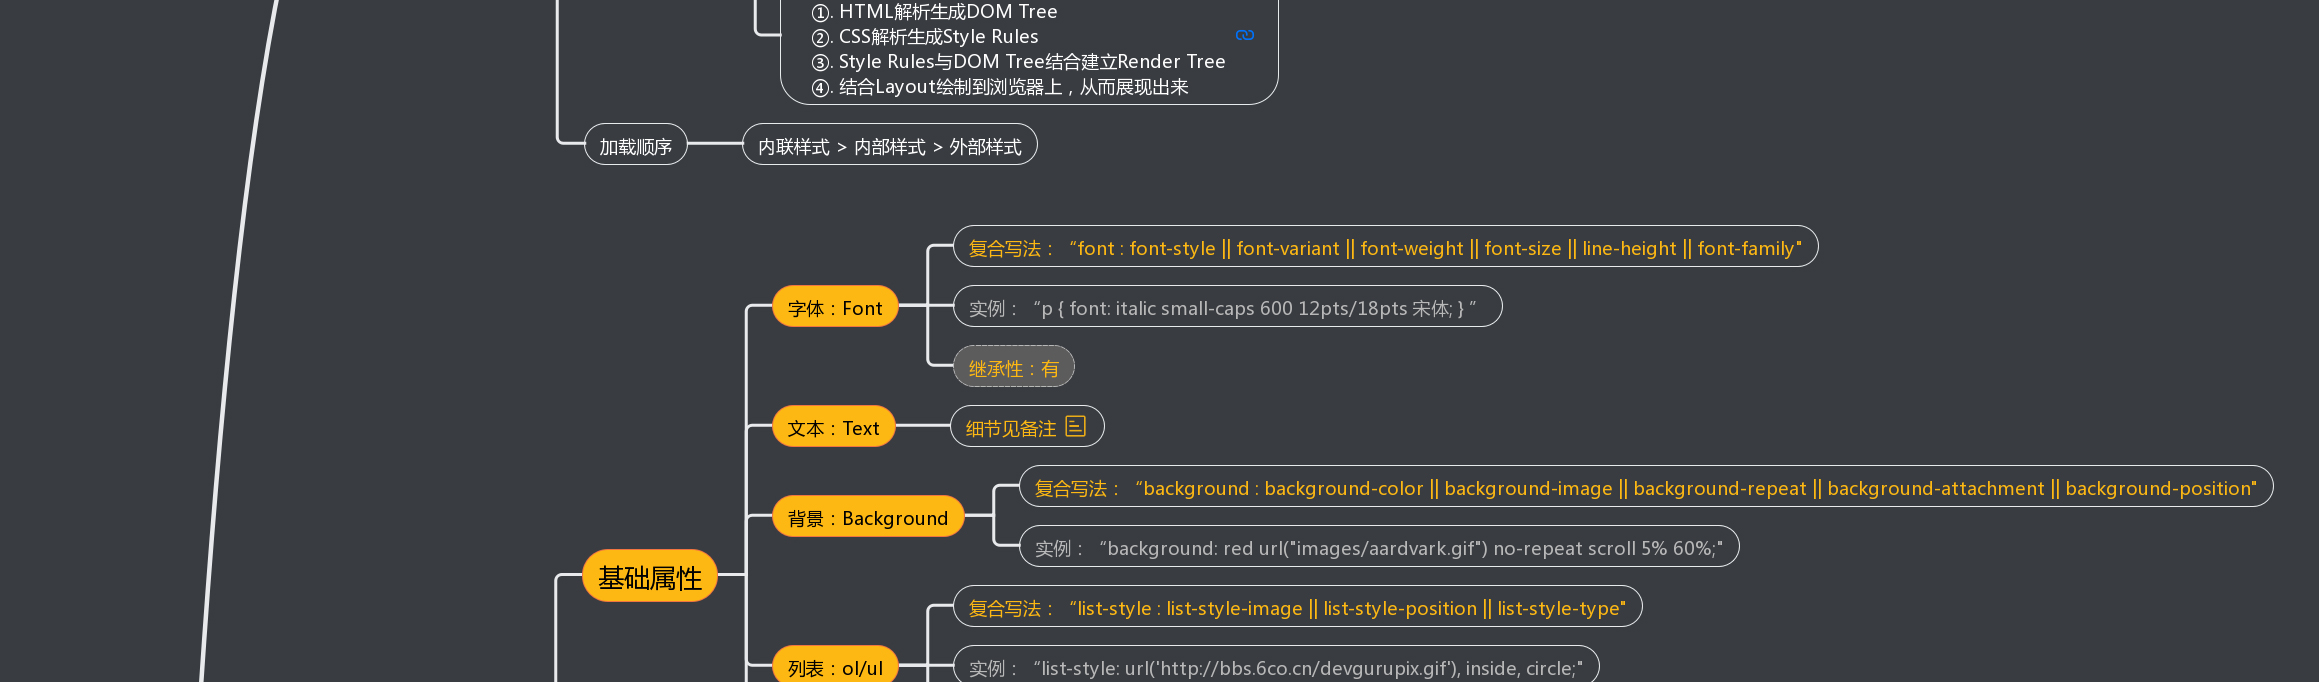 ①. HTML解析生成DOM Tree
②. CSS解析生成Style Rules
③. Style Rules与DOM Tree结合建立Render Tree
④. 结合Layout绘制到浏览器上，从而展现出来
加载顺序
内联样式 > 内部样式 > 外部样式
复合写法：“font : font-style || font-variant || font-weight || font-size || line-height || font-family"
字体：Font
实例：“p { font: italic small-caps 600 12pts/18pts 宋体; } ”
继承性：有
文本：Text
细节见备注
复合写法：“background : background-color || background-image || background-repeat || background-attachment || background-position"
背景：Background
实例：“background: red url("images/aardvark.gif") no-repeat scroll 5% 60%;"
基础属性
复合写法：“list-style : list-style-image || list-style-position || list-style-type"
列表：ol/ul
实例：“list-style: url('http://bbs.6co.cn/devgurupix.gif'), inside, circle;"